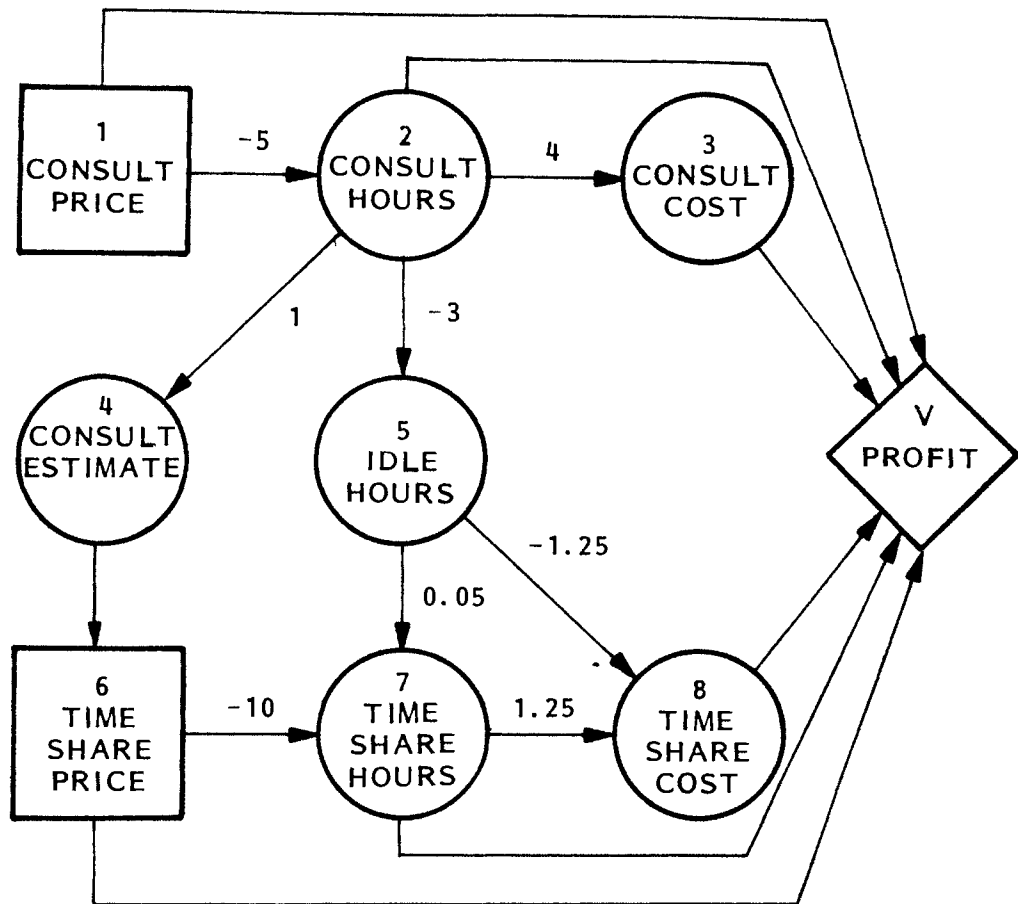 1
CONSULT
PRICE
-5
2
CONSULT
HOURS
4
3
CONSULT
COST
1
-3
4
CONSULT
ESTIMATE
5
IDLE
HOURS
V
PROFIT
-1.25
0.05
6
TIME
SHARE
PRICE
-10
7
TIME
SHARE
HOURS
1.25
8
TIME
SHARE
COST